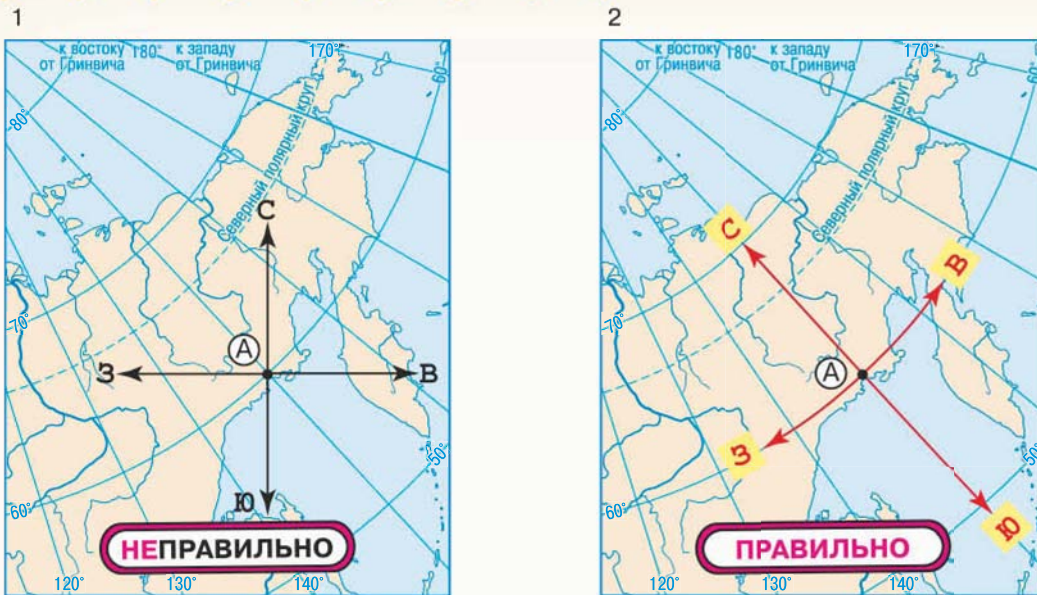 1
к востоку 180° к западу
от Гринвича от Гринвича
170°
60°
80°
Северный полярный круг
С
А
З
В
70°
50°
Ю
60°
НЕПРАВИЛЬНО
120°
130°
140°
2
к востоку 180° к западу
от Гринвича от Гринвича
170°
60°
80°
Северный полярный круг
С
В
70°
А
З
50°
Ю
60°
ПРАВИЛЬНО
120°
130°
140°